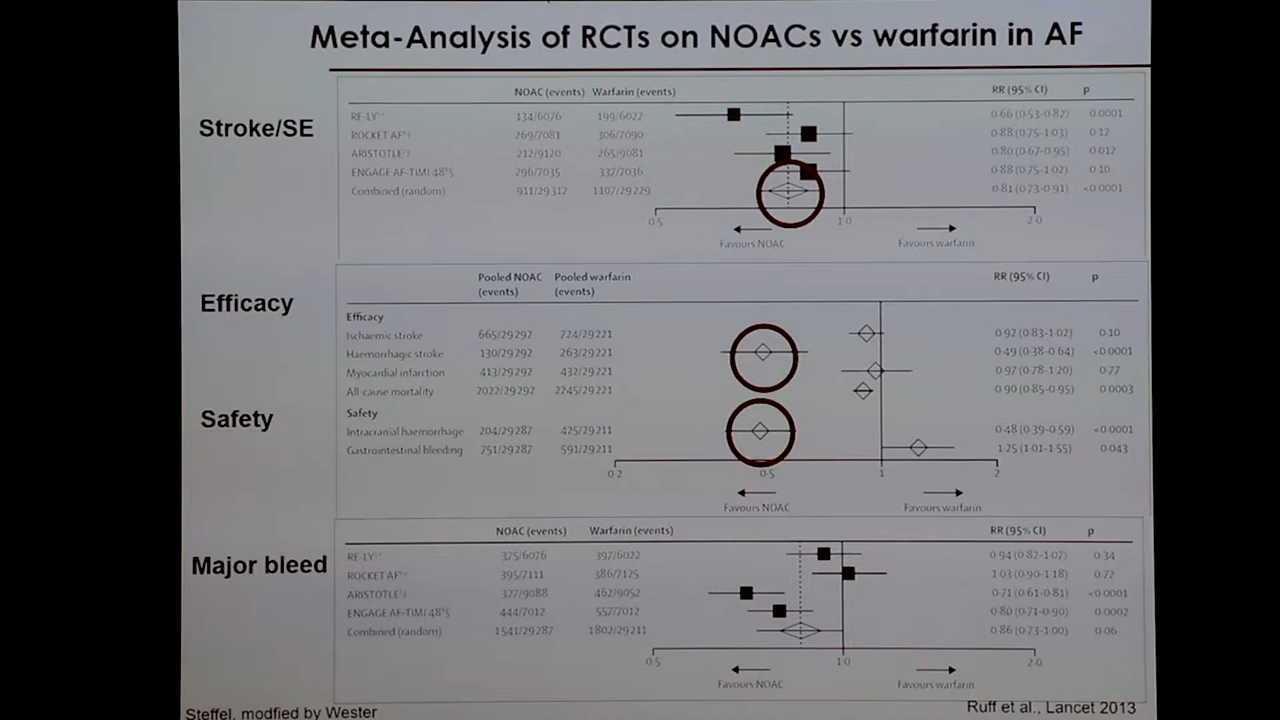 Meta-Analysis of RCTs on NOACs vs warfarin in AF
Stroke/SE
NOAC (events) Warfarin (events) RR (95% CI) p
RE-LY 134/6076 199/6022 0·66 (0·53-0·82) 0·0001
ROCKET AF 269/7081 306/7090 0·88 (0·75-1·03) 0·12
ARISTOTLE 212/9120 265/9081 0·80 (0·67-0·95) 0·012
ENGAGE AF-TIMI 48 296/7035 337/7036 0·88 (0·75-1·02) 0·10
Combined (random) 911/29312 1107/29229 0·81 (0·73-0·91) <0·0001
0·5 1·0 2·0
Favours NOAC Favours warfarin
Efficacy
Pooled NOAC (events) Pooled warfarin (events) RR (95% CI) p
Efficacy
Ischaemic stroke 665/29292 724/29221 0·92 (0·83-1·02) 0·10
Haemorrhagic stroke 130/29292 263/29221 0·49 (0·38-0·64) <0·0001
Myocardial infarction 413/29292 432/29221 0·97 (0·78-1·20) 0·77
All-cause mortality 2022/29292 2245/29221 0·90 (0·85-0·95) 0·0003
Safety
Safety
Intracranial haemorrhage 204/29287 425/29211 0·48 (0·39-0·59) <0·0001
Gastrointestinal bleeding 751/29287 591/29211 1·25 (1·01-1·55) 0·043
0·2 0·5 1 2
Favours NOAC Favours warfarin
Major bleed
NOAC (events) Warfarin (events) RR (95% CI) p
RE-LY 375/6076 397/6022 0·94 (0·82-1·07) 0·34
ROCKET AF 395/7111 386/7125 1·03 (0·90-1·18) 0·72
ARISTOTLE 327/9088 462/9052 0·71 (0·61-0·81) <0·0001
ENGAGE AF-TIMI 48 444/7012 557/7012 0·80 (0·71-0·90) 0·0002
Combined (random) 1541/29287 1802/29211 0·86 (0·73-1·00) 0·06
0·5 1·0 2·0
Favours NOAC Favours warfarin
Steffel, modfied by Wester
Ruff et al., Lancet 2013